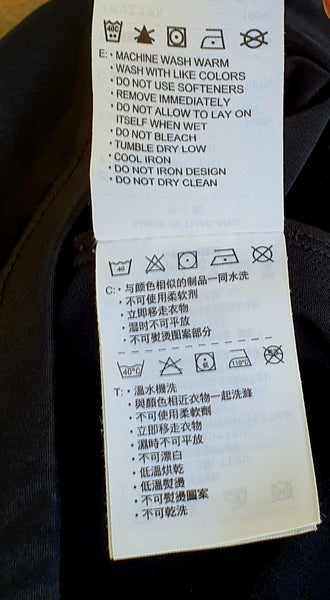 40C
E: • MACHINE WASH WARM
• WASH WITH LIKE COLORS
• DO NOT USE SOFTENERS
• REMOVE IMMEDIATELY
• DO NOT ALLOW TO LAY ON
ITSELF WHEN WET
• DO NOT BLEACH
• TUMBLE DRY LOW
• COOL IRON
• DO NOT IRON DESIGN
• DO NOT DRY CLEAN
40
C: • 与颜色相似的制品一同水洗
• 不可使用柔软剂
• 立即移走衣物
• 湿时不可平放
• 不可熨烫图案部分
40°C 110°C
T: • 溫水機洗
• 與顏色相近衣物一起洗滌
• 不可使用柔軟劑
• 立即移走衣物
• 濕時不可平放
• 不可漂白
• 低溫烘乾
• 低溫熨燙
• 不可熨燙圖案
• 不可乾洗